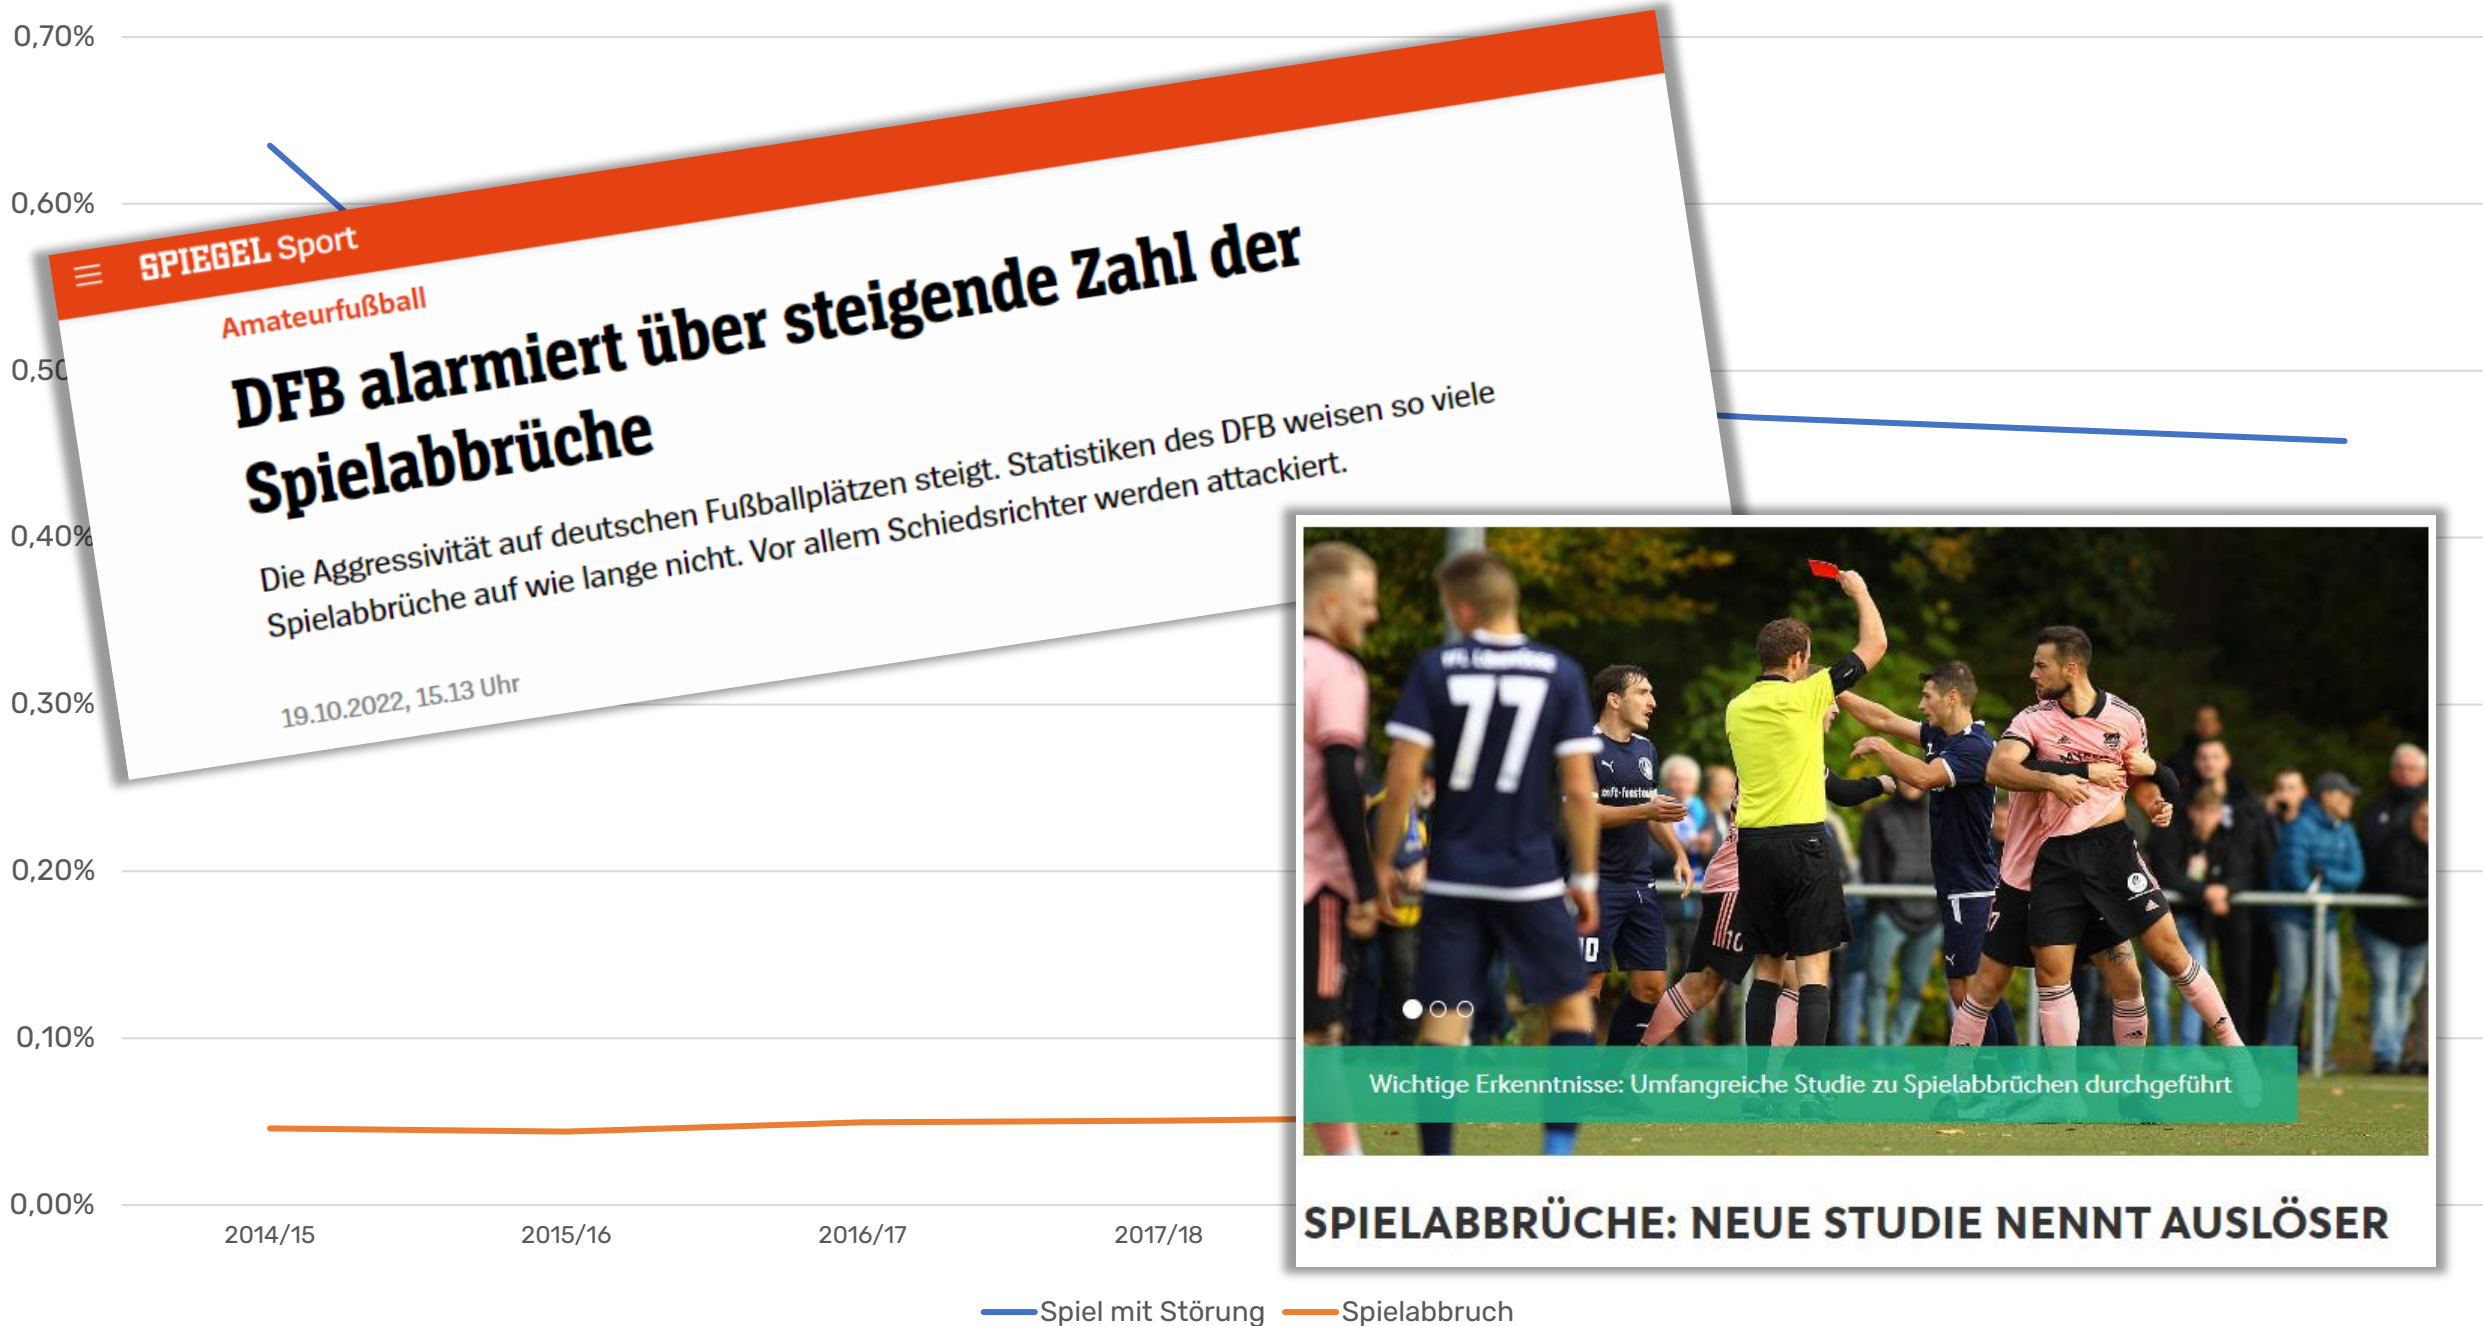 0,70%
0,60%
0,50
0,40%
0,30%
0,20%
0,10%
0,00%
SPIEGEL Sport
Amateurfußball
DFB alarmiert über steigende Zahl der
Spielabbrüche
Die Aggressivität auf deutschen Fußballplätzen steigt. Statistiken des DFB weisen so viele
Spielabbrüche auf wie lange nicht. Vor allem Schiedsrichter werden attackiert.
19.10.2022, 15.13 Uhr
77
10
10
7
Wichtige Erkenntnisse: Umfangreiche Studie zu Spielabbrüchen durchgeführt
SPIELABBRÜCHE: NEUE STUDIE NENNT AUSLÖSER
2014/15 2015/16 2016/17 2017/18
Spiel mit Störung Spielabbruch